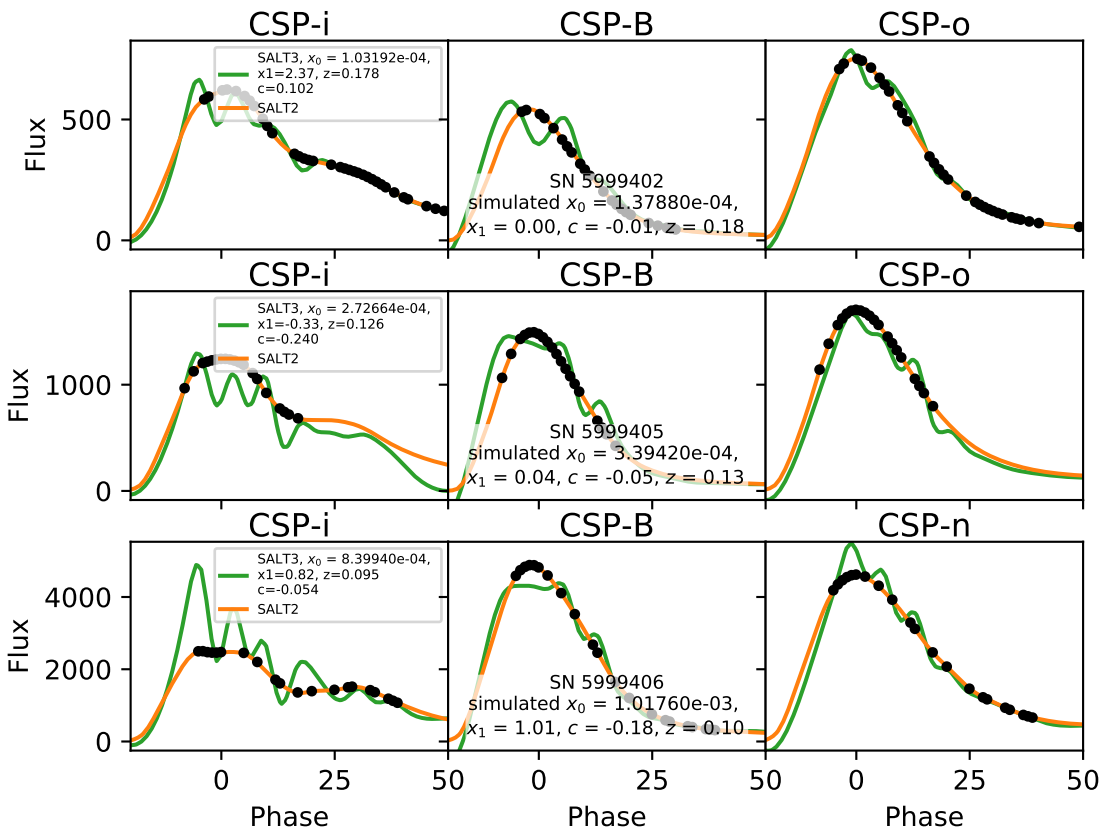 CSP-i CSP-B CSP-o
SALT3, x₀ = 1.03192e-04,
x1=2.37, z=0.178
c=0.102
SALT2
500
0
Flux
SN 5999402
simulated x₀ = 1.37880e-04,
x₁ = 0.00, c = -0.01, z = 0.18
CSP-i CSP-B CSP-o
SALT3, x₀ = 2.72664e-04,
x1=-0.33, z=0.126
c=-0.240
SALT2
1000
0
Flux
SN 5999405
simulated x₀ = 3.39420e-04,
x₁ = 0.04, c = -0.05, z = 0.13
CSP-i CSP-B CSP-n
SALT3, x₀ = 8.39940e-04,
x1=0.82, z=0.095
c=-0.054
SALT2
4000
2000
0
Flux
SN 5999406
simulated x₀ = 1.01760e-03,
x₁ = 1.01, c = -0.18, z = 0.10
0 25 50 0 25 50 0 25 50
Phase Phase Phase